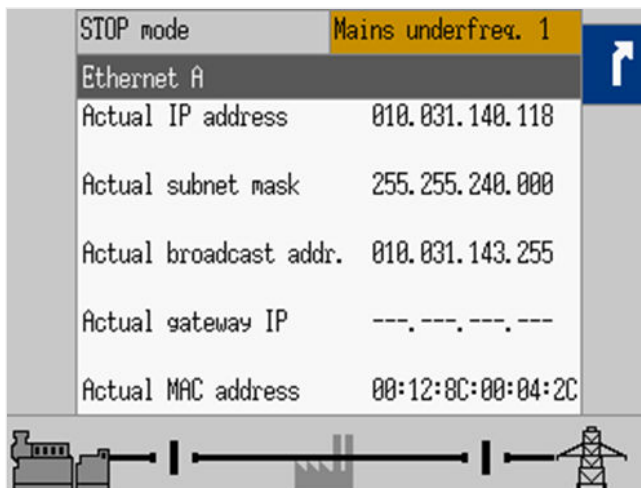 STOP mode Mains underfreq. 1
Ethernet A
Actual IP address 010.031.140.118
Actual subnet mask 255.255.240.000
Actual broadcast addr. 010.031.143.255
Actual gateway IP ---.---.---.---
Actual MAC address 00:12:8C:00:04:2C